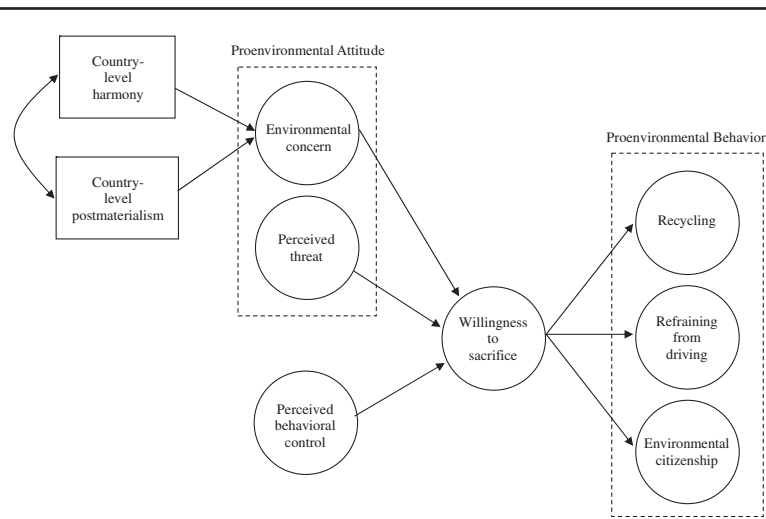 Proenvironmental Attitude
Country-
level
harmony
Environmental
concern
Country-
level
postmaterialism
Perceived
threat
Perceived
behavioral
control
Willingness
to
sacrifice
Proenvironmental Behavior
Recycling
Refraining
from
driving
Environmental
citizenship